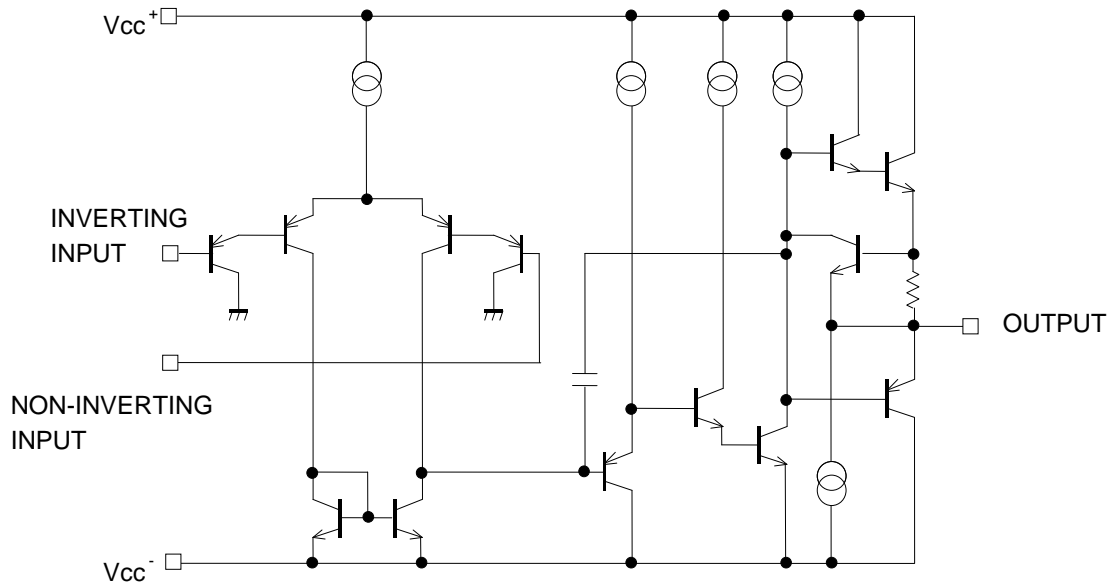 Vcc+
INVERTING
INPUT
OUTPUT
NON-INVERTING
INPUT
Vcc-